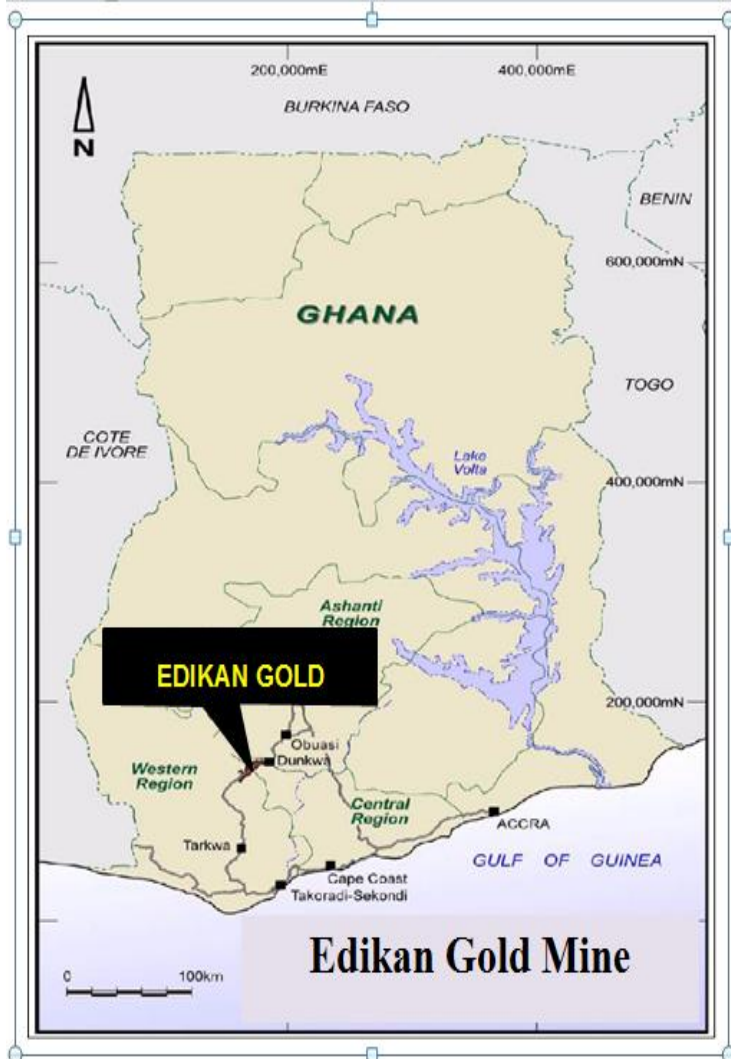 200,000mE
400,000mE
BURKINA FASO
N
BENIN
600,000mN
GHANA
TOGO
COTE
DE IVORE
Lake
Volta
400,000mN
Ashanti
Region
EDIKAN GOLD
200,000mN
Obuasi
Dunkwa
Western
Region
Central
Region
ACCRA
Tarkwa
GULF OF GUINEA
Cape Coast
Takoradi-Sekondi
Edikan Gold Mine
0
100km